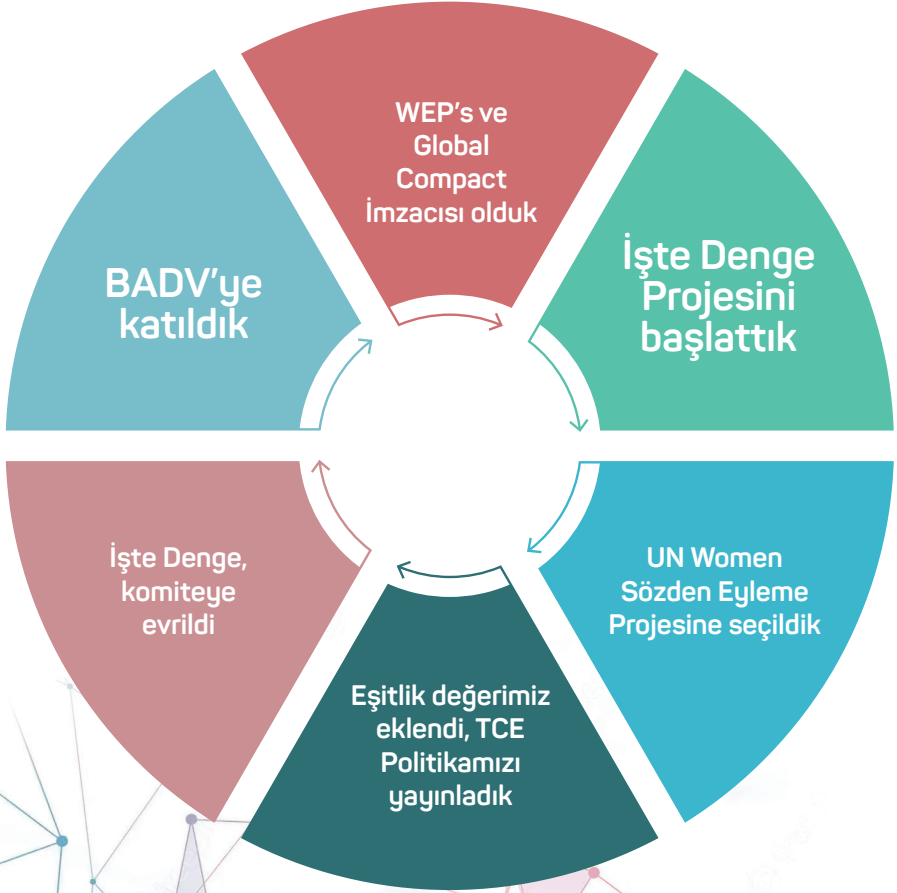 WEP's ve
Global
Compact
İmzacısı olduk
İşte Denge
Projesini
başlattık
UN Women
Sözden Eyleme
Projesine seçildik
Eşitlik değerimiz
eklendi, TCE
Politikamızı
yayınladık
İşte Denge,
komiteye
evrildi
BADV'ye
katıldık